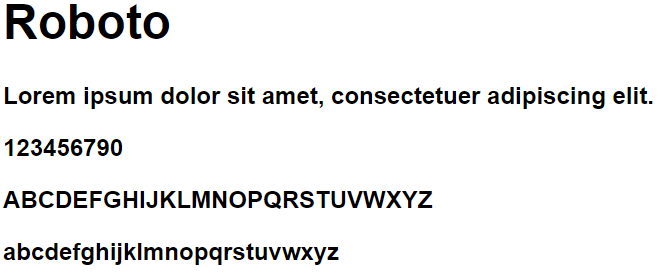 Roboto
Lorem ipsum dolor sit amet, consectetuer adipiscing elit.
123456790
ABCDEFGHIJKLMNOPQRSTUVWXYZ
abcdefghijklmnopqrstuvwxyz